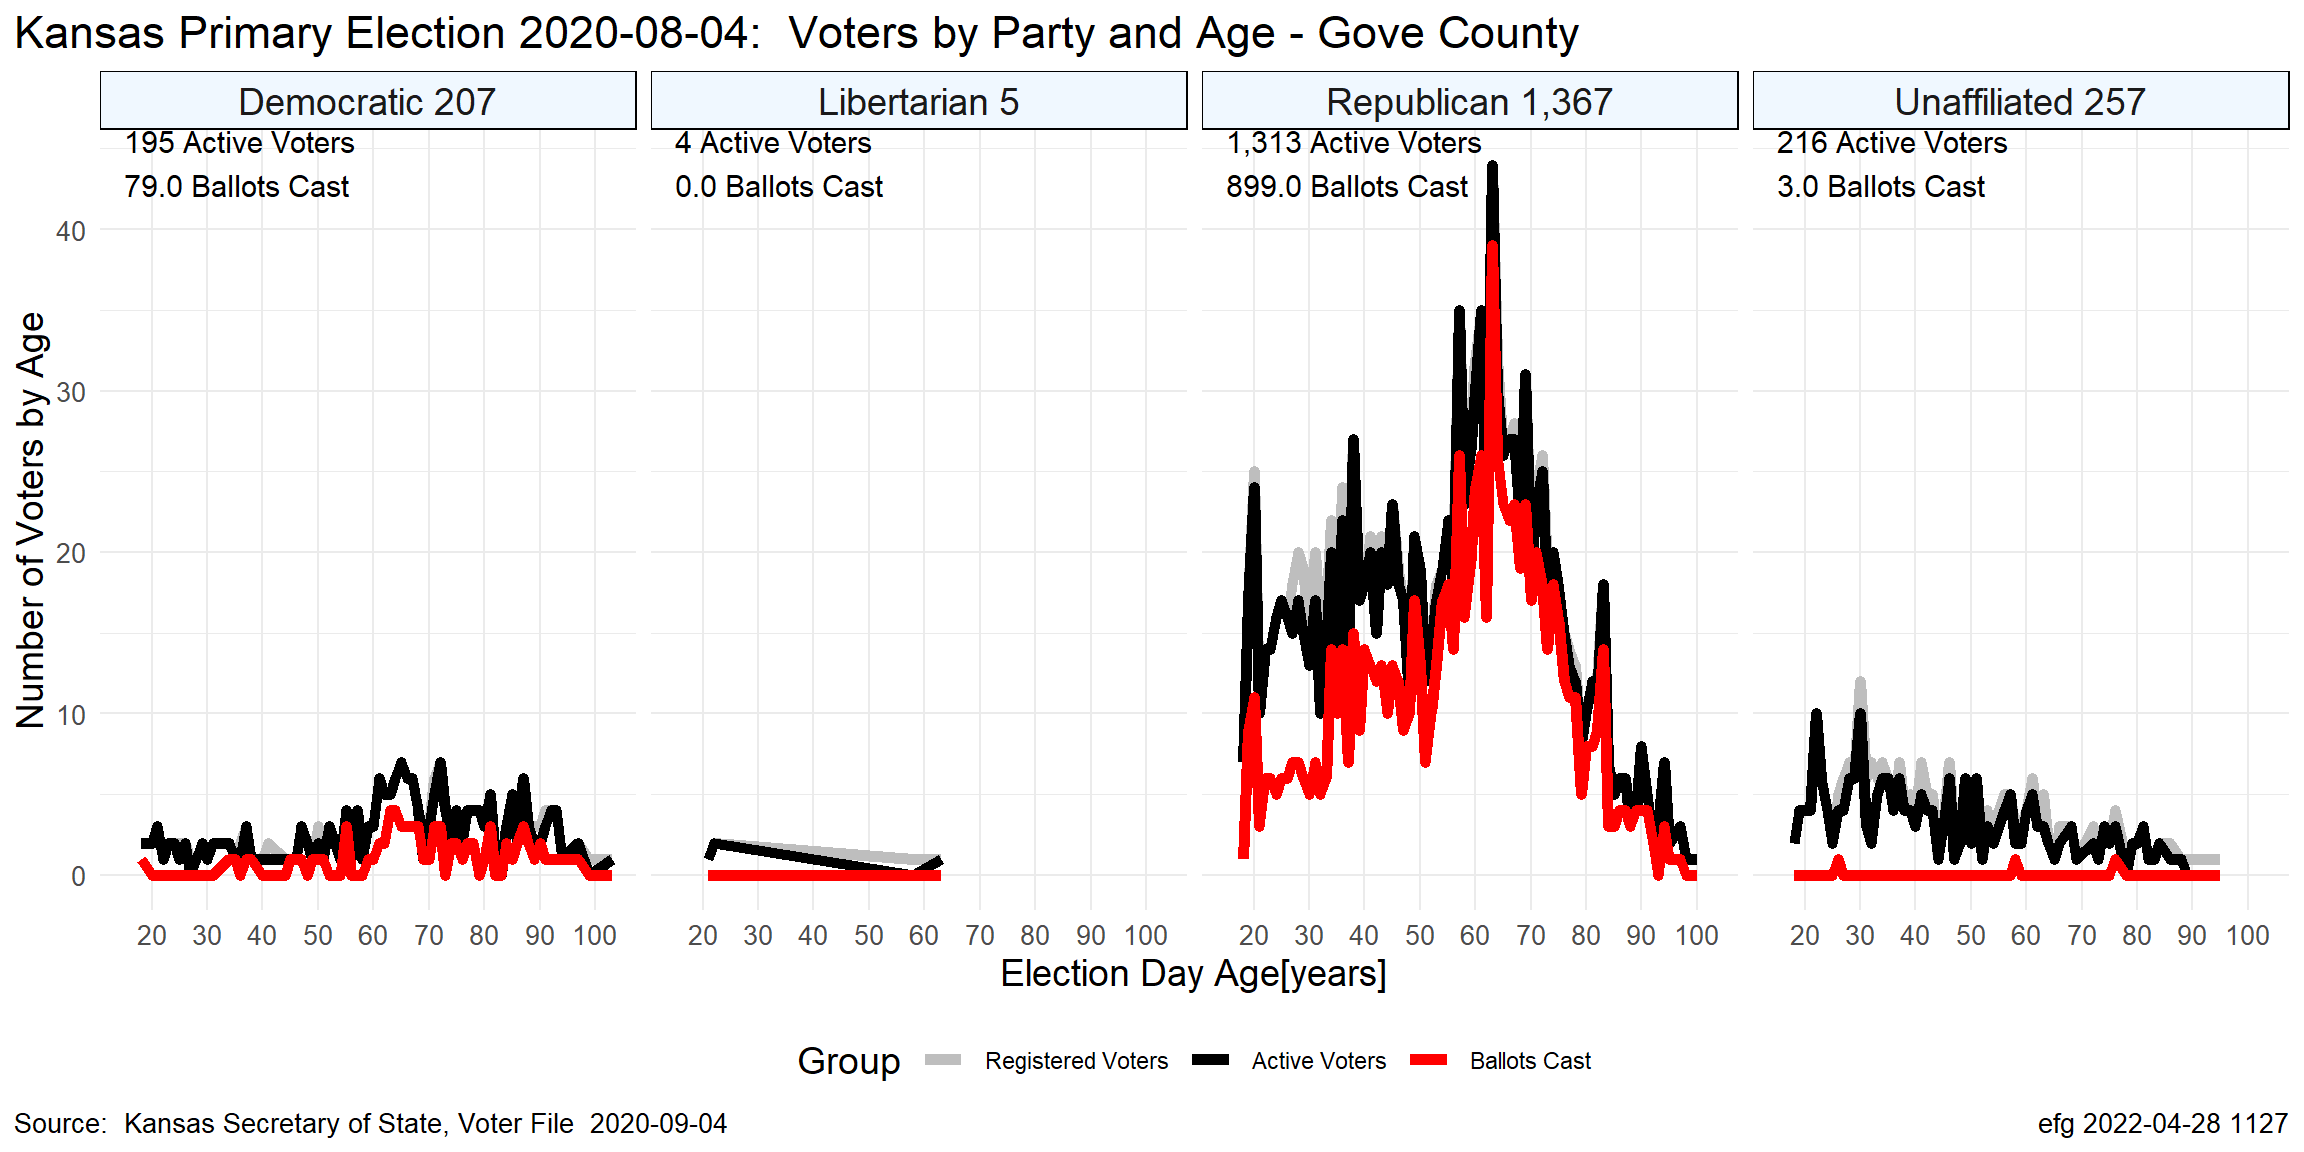 Kansas Primary Election 2020-08-04:  Voters by Party and Age - Gove County
Democratic 207
Libertarian 5
Republican 1,367
Unaffiliated 257
195 Active Voters
79.0 Ballots Cast
4 Active Voters
0.0 Ballots Cast
1,313 Active Voters
899.0 Ballots Cast
216 Active Voters
3.0 Ballots Cast
Number of Voters by Age
40
30
20
10
0
20 30 40 50 60 70 80 90 100
20 30 40 50 60 70 80 90 100
20 30 40 50 60 70 80 90 100
20 30 40 50 60 70 80 90 100
Election Day Age[years]
Group Registered Voters Active Voters Ballots Cast
Source:  Kansas Secretary of State, Voter File  2020-09-04
efg 2022-04-28 1127